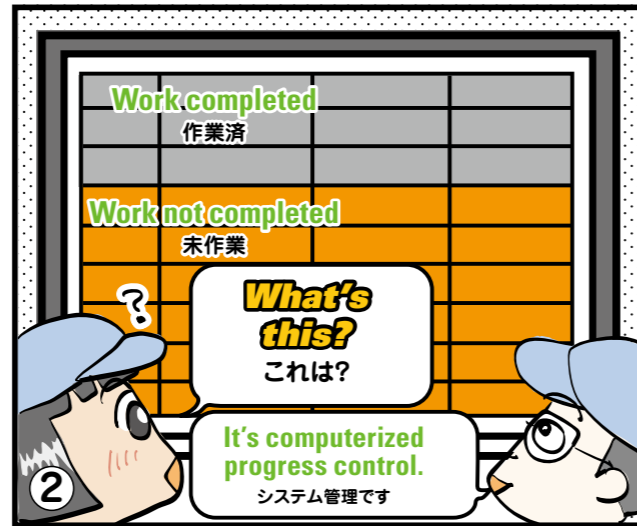 Work completed
作業済
Work not completed
未作業
?
What's
this?
これは?
It's computerized
progress control.
システム管理です
②